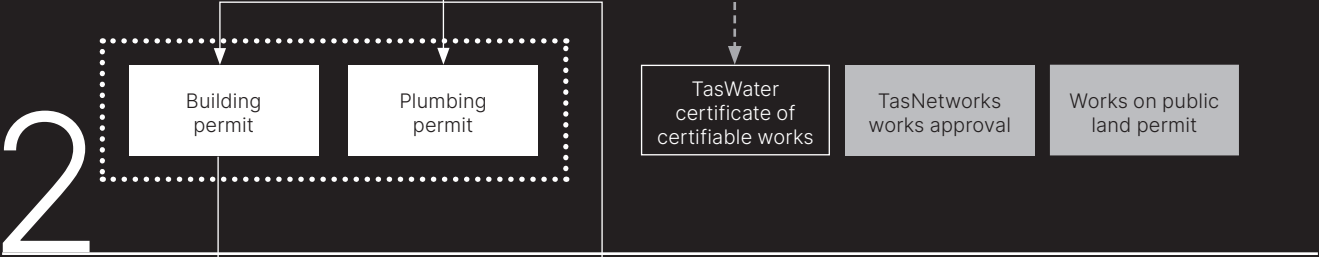 2
Building
permit
Plumbing
permit
TasWater
certificate of
certifiable works
TasNetworks
works approval
Works on public
land permit